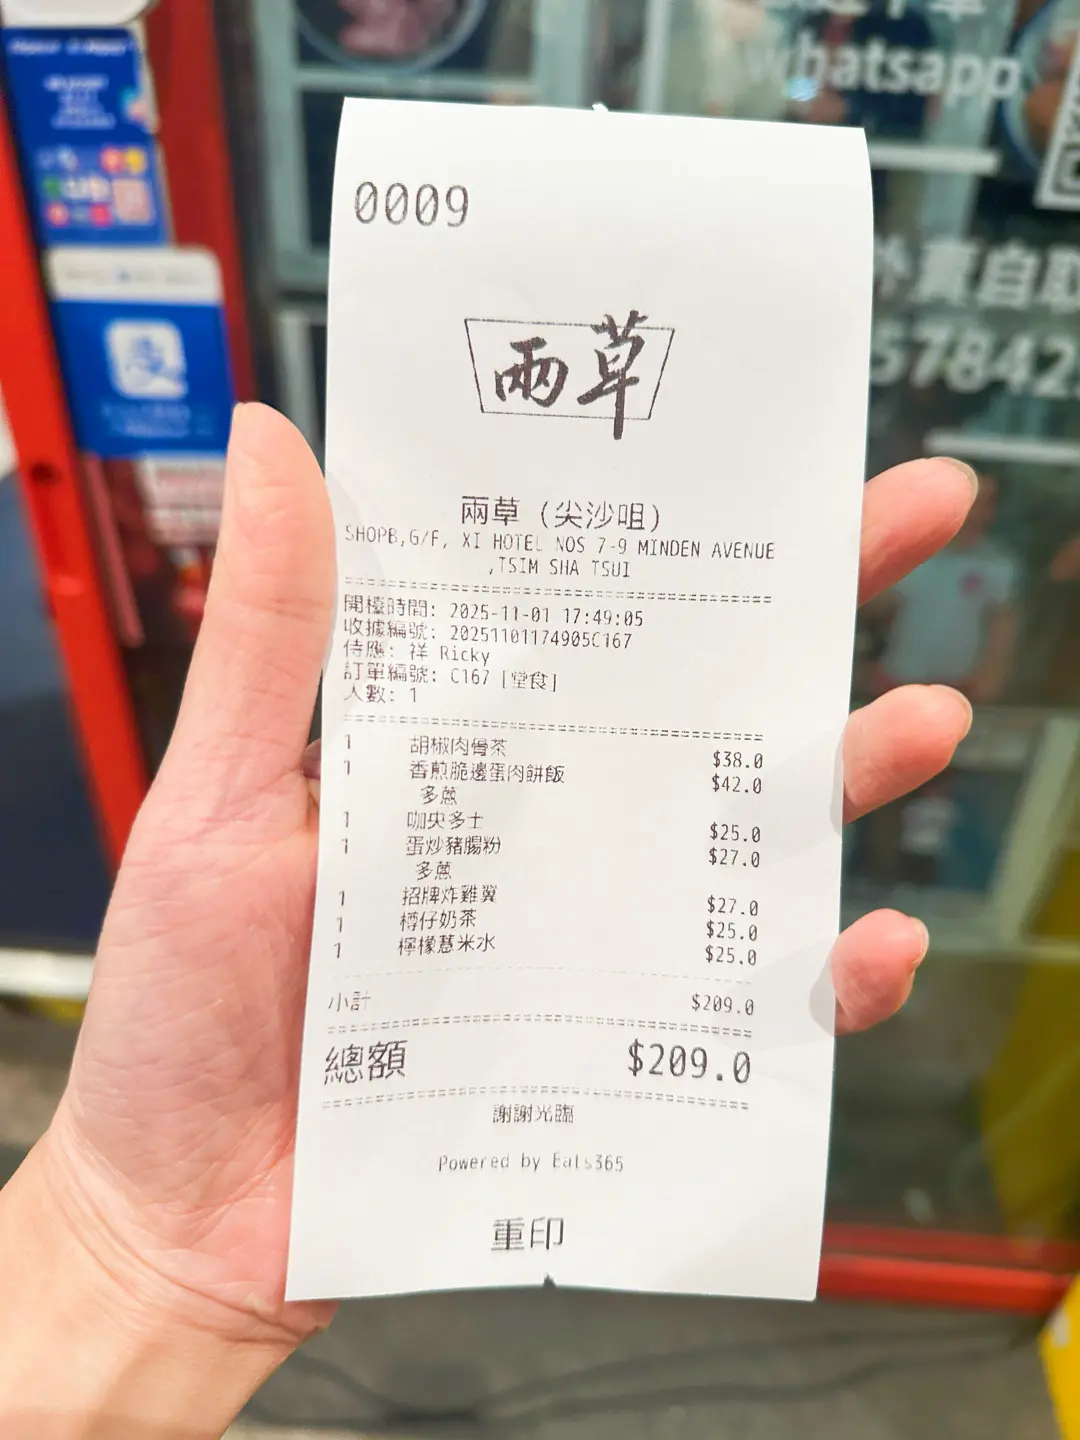 whatsapp
外賣自取
57842
0009
兩草
兩草 (尖沙咀)
SHOPB,G/F, XI HOTEL NOS 7-9 MINDEN AVENUE
,TSIM SHA TSUI
開檯時間: 2025-11-01 17:49:05
收據編號: 20251101174905C167
侍應: 祥 Ricky
訂單編號: C167 [堂食]
人數: 1
1 胡椒肉骨茶 $38.0
1 香煎脆邊蛋肉餅飯 $42.0
多蔥
1 咖央多士 $25.0
1 蛋炒豬腸粉 $27.0
多蔥
1 招牌炸雞翼 $27.0
1 樽仔奶茶 $25.0
1 檸檬薏米水 $25.0
小計 $209.0
總額 $209.0
謝謝光臨
Powered by Eats365
重印